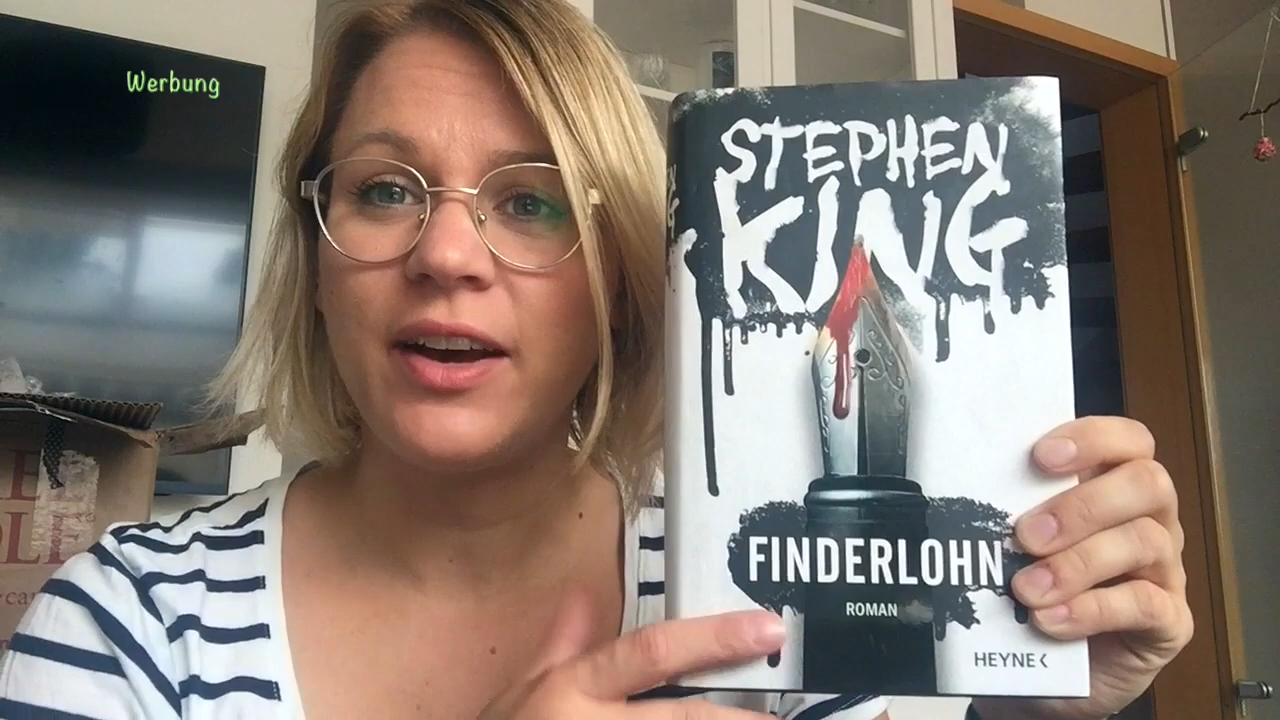 Werbung
STEPHEN
KING
FINDERLOHN
ROMAN
HEYNE <